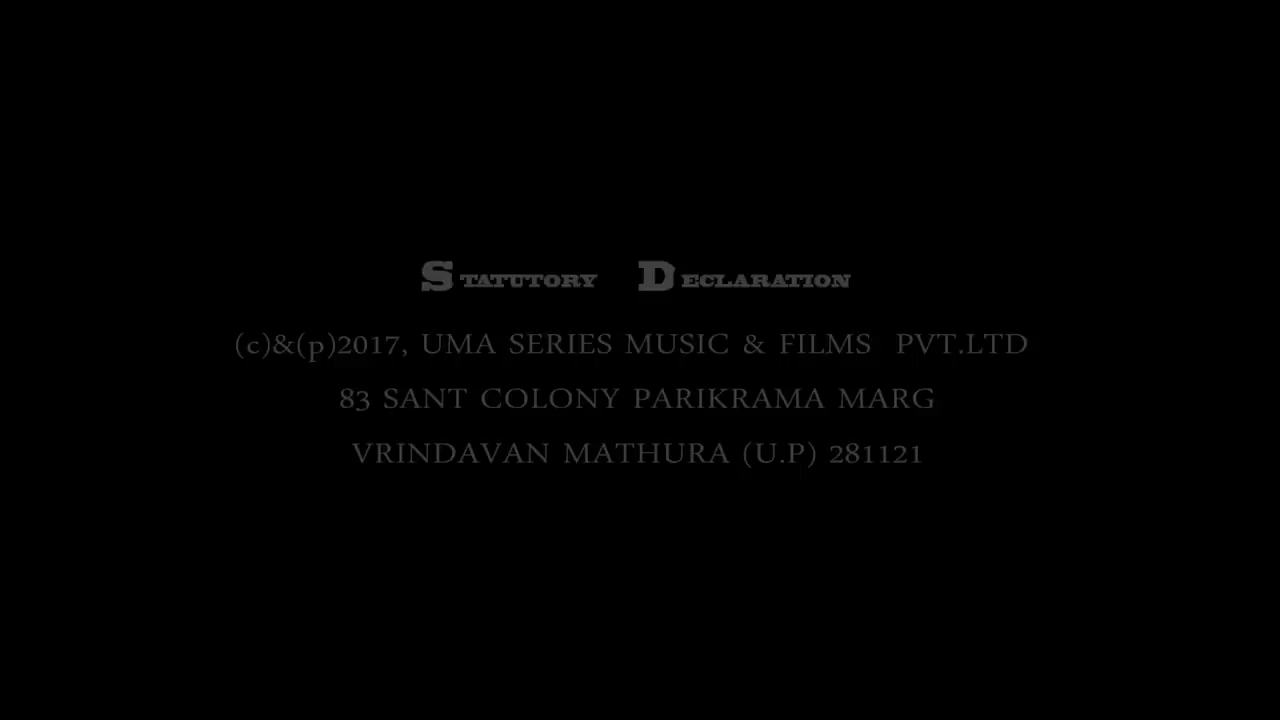 Statutory Declaration
(c)&(p)2017, UMA SERIES MUSIC & FILMS PVT.LTD
83 SANT COLONY PARIKRAMA MARG
VRINDAVAN MATHURA (U.P) 281121